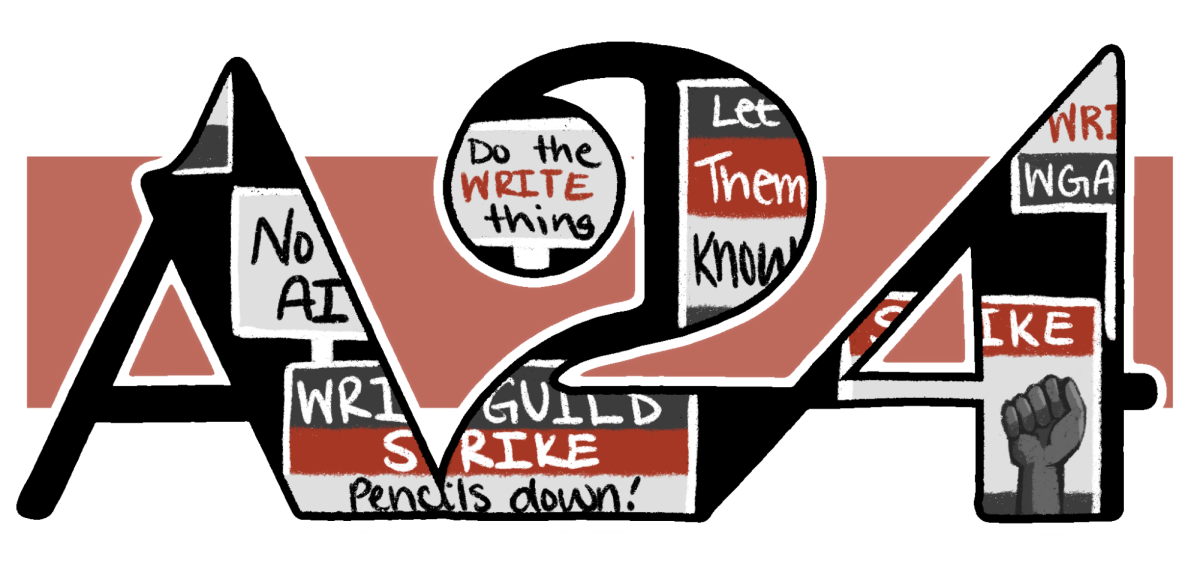 A24
No
AI
WRI GUILD
S RIKE
Pencils down!
Do the
WRITE
thing
Let
Them
Know
WRI
WGA
S IKE